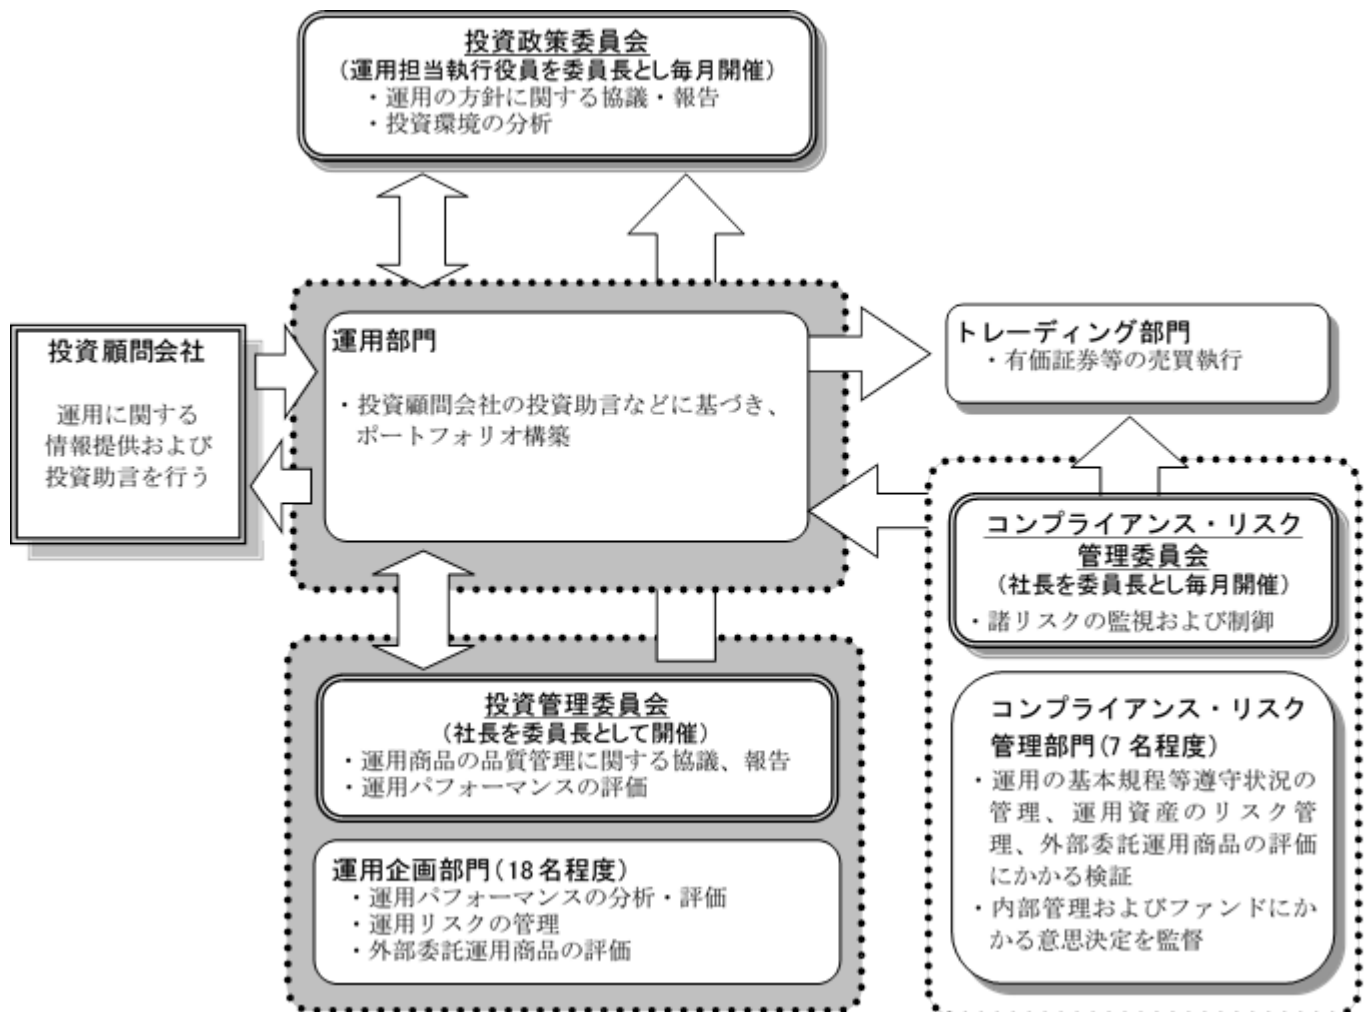 投資政策委員会
（運用担当執行役員を委員長とし毎月開催）
・運用の方針に関する協議・報告
・投資環境の分析
投資顧問会社
運用に関する
情報提供および
投資助言を行う
運用部門
・投資顧問会社の投資助言などに基づき、
ポートフォリオ構築
トレーディング部門
・有価証券等の売買執行
コンプライアンス・リスク
管理委員会
（社長を委員長とし毎月開催）
・諸リスクの監視および制御
コンプライアンス・リスク
管理部門（7名程度）
・運用の基本規程等遵守状況の
管理、運用資産のリスク管
理、外部委託運用商品の評価
にかかる検証
・内部管理およびファンドにか
かる意思決定を監督
投資管理委員会
（社長を委員長として開催）
・運用商品の品質管理に関する協議、報告
・運用パフォーマンスの評価
運用企画部門（18名程度）
・運用パフォーマンスの分析・評価
・運用リスクの管理
・外部委託運用商品の評価